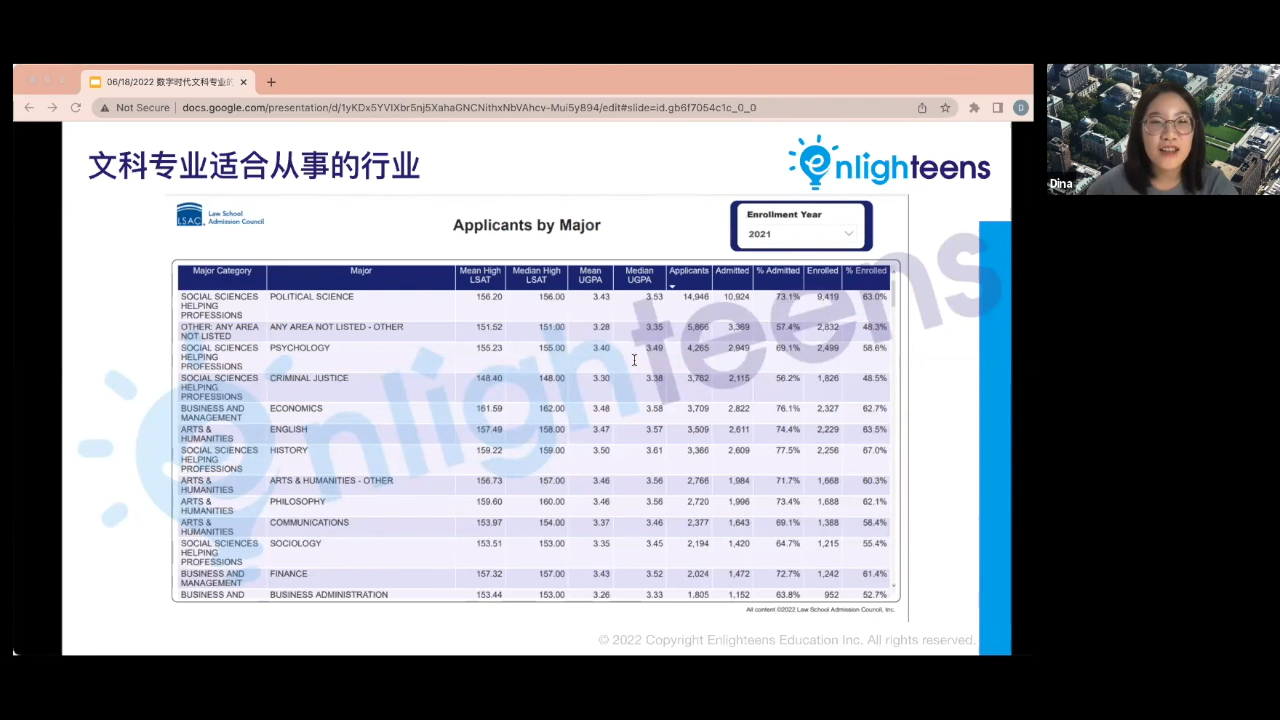 06/18/2022 数字时代文科专业的
Not Secure | docs.google.com/presentation/d/1yKDx5YVIXbr5nj5XahaGNCNithxNbVAhcv-Mui5y894/edit#slide=id.gb6f7054c1c_0_0
D
Dina
文科专业适合从事的行业
enlighteens
LSAC Law School
Admission Council
Applicants by Major
Enrollment Year
2021
Major Category Major Mean High LSAT Median High LSAT Mean UGPA Median UGPA Applicants Admitted % Admitted Enrolled % Enrolled
SOCIAL SCIENCES HELPING PROFESSIONS POLITICAL SCIENCE 156.20 156.00 3.43 3.53 14,946 10,924 73.1% 9,419 63.0%
OTHER: ANY AREA NOT LISTED ANY AREA NOT LISTED - OTHER 151.52 151.00 3.28 3.35 5,866 3,369 57.4% 2,832 48.3%
SOCIAL SCIENCES HELPING PROFESSIONS PSYCHOLOGY 155.23 155.00 3.40 3.49 4,265 2,949 69.1% 2,499 58.6%
SOCIAL SCIENCES HELPING PROFESSIONS CRIMINAL JUSTICE 148.40 148.00 3.30 3.38 3,762 2,115 56.2% 1,826 48.5%
BUSINESS AND MANAGEMENT ECONOMICS 161.59 162.00 3.48 3.58 3,709 2,822 76.1% 2,327 62.7%
ARTS & HUMANITIES ENGLISH 157.49 158.00 3.47 3.57 3,509 2,611 74.4% 2,229 63.5%
SOCIAL SCIENCES HELPING PROFESSIONS HISTORY 159.22 159.00 3.50 3.61 3,366 2,609 77.5% 2,256 67.0%
ARTS & HUMANITIES ARTS & HUMANITIES - OTHER 156.73 157.00 3.46 3.56 2,766 1,984 71.7% 1,668 60.3%
ARTS & HUMANITIES PHILOSOPHY 159.60 160.00 3.46 3.56 2,720 1,996 73.4% 1,688 62.1%
ARTS & HUMANITIES COMMUNICATIONS 153.97 154.00 3.37 3.46 2,377 1,643 69.1% 1,388 58.4%
SOCIAL SCIENCES HELPING PROFESSIONS SOCIOLOGY 153.51 153.00 3.35 3.45 2,194 1,420 64.7% 1,215 55.4%
BUSINESS AND MANAGEMENT FINANCE 157.32 157.00 3.43 3.52 2,024 1,472 72.7% 1,242 61.4%
BUSINESS AND BUSINESS ADMINISTRATION 153.44 153.00 3.26 3.33 1,805 1,152 63.8% 952 52.7%
enlighteens
All content ©2022 Law School Admission Council, Inc.
© 2022 Copyright Enlighteens Education Inc. All rights reserved.